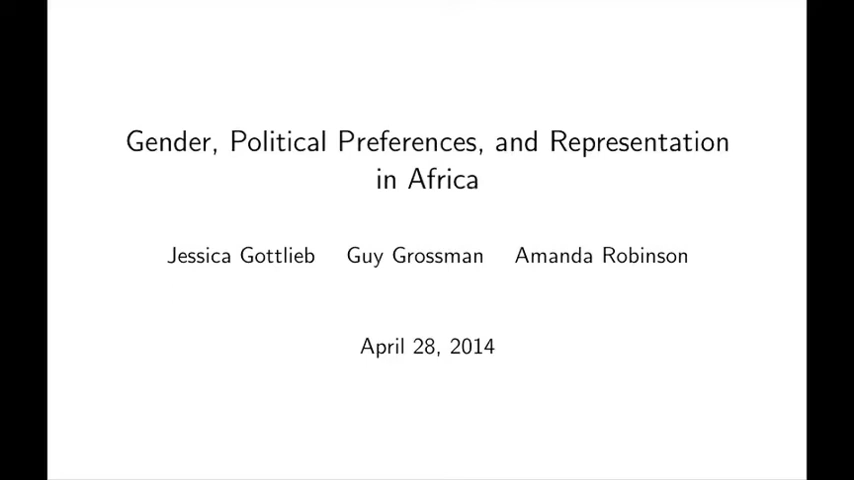 Gender, Political Preferences, and Representation
in Africa
Jessica Gottlieb Guy Grossman Amanda Robinson
April 28, 2014